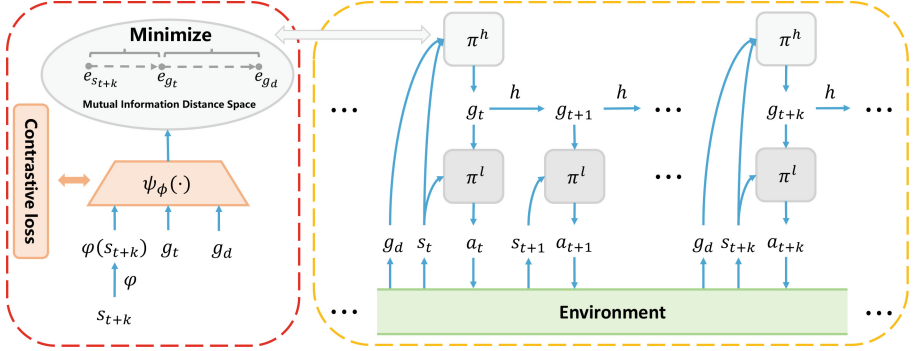 Minimize
e_{s_{t+k}} e_{g_t} e_{g_d}
Mutual Information Distance Space
Contrastive loss
ψ_ϕ(·)
φ(s_{t+k}) g_t g_d
φ
s_{t+k}
π^h π^h
... g_t h g_{t+1} h ... g_{t+k} h ...
π^l π^l ... π^l
g_d s_t a_t s_{t+1} a_{t+1} g_d s_{t+k} a_{t+k}
... Environment ...